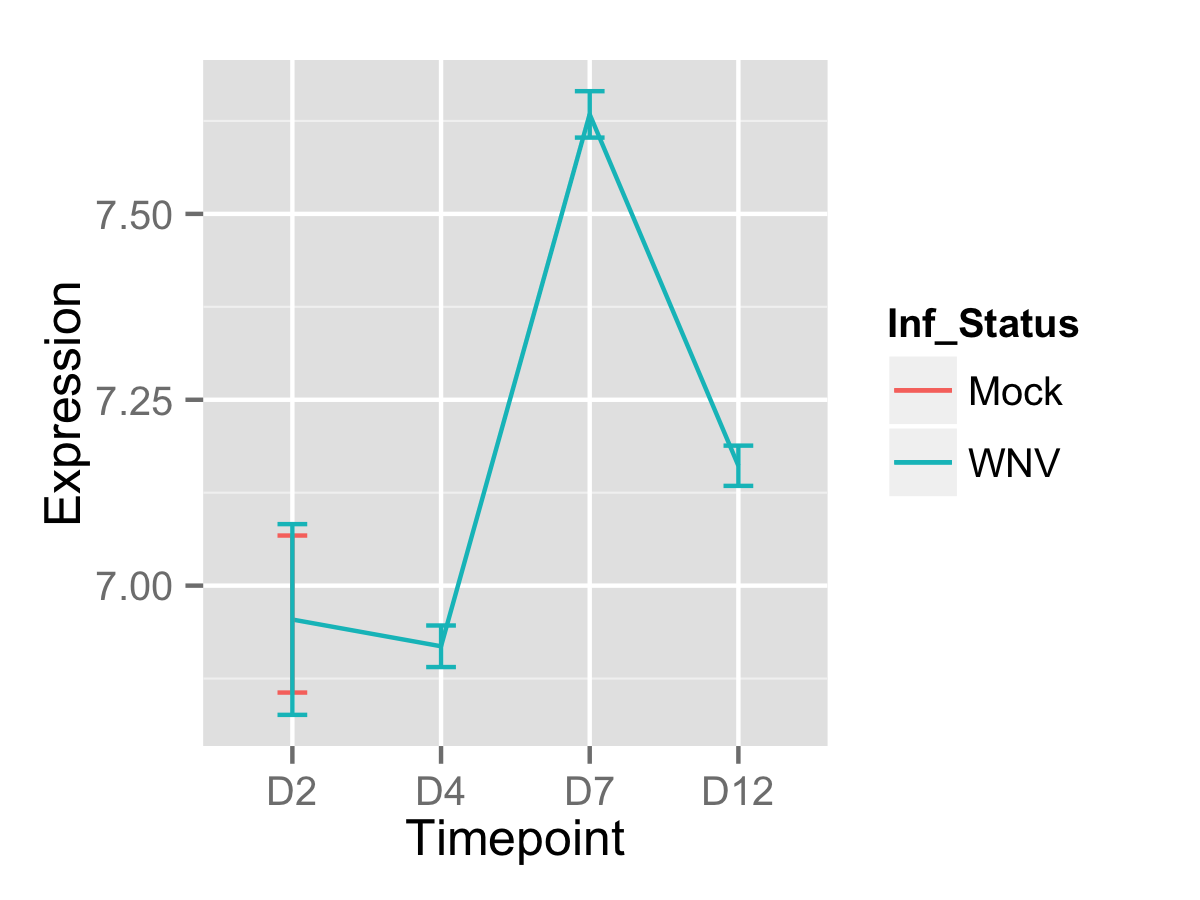 Expression
7.50
7.25
7.00
D2 D4 D7 D12
Timepoint
Inf_Status
Mock
WNV